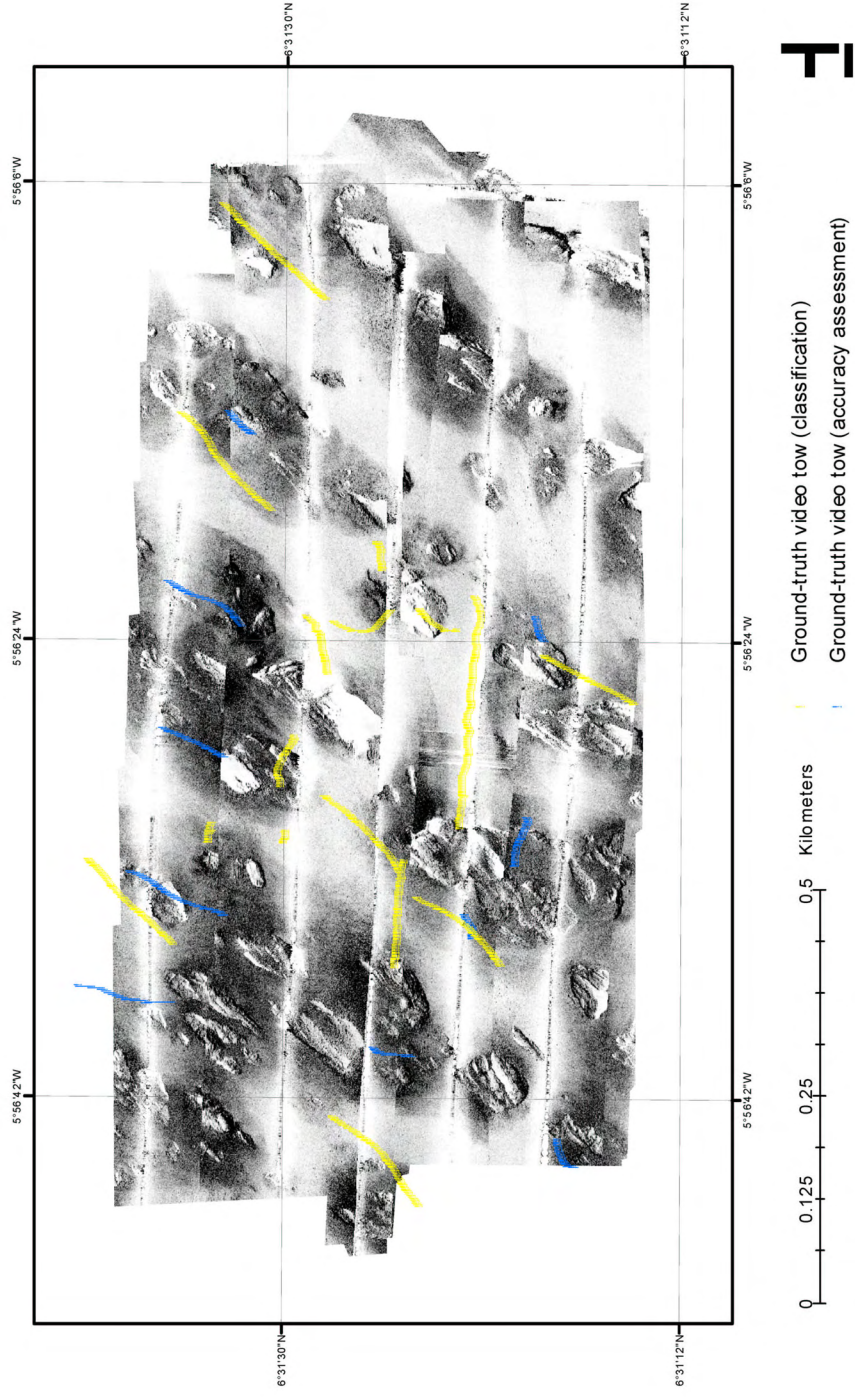 5°56'42"W 5°56'24"W 5°56'6"W
6°31'30"N 6°31'30"N
6°31'12"N 6°31'12"N
5°56'42"W 5°56'24"W 5°56'6"W
0 0.125 0.25 0.5 Kilometers
Ground-truth video tow (classification)
Ground-truth video tow (accuracy assessment)